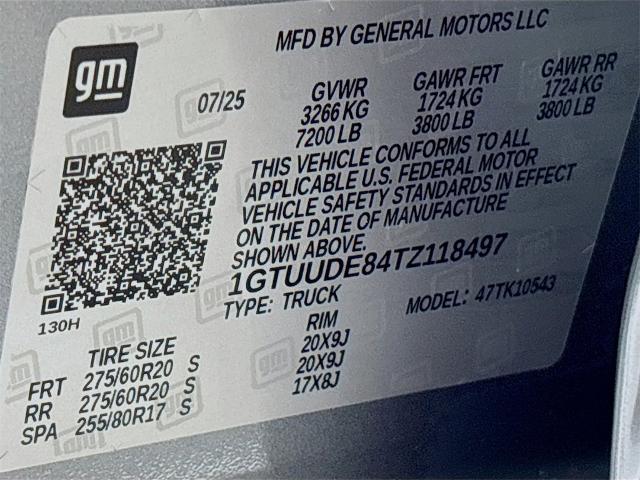 gm
MFD BY GENERAL MOTORS LLC
07/25
GVWR
3266 KG
7200 LB
GAWR FRT
1724 KG
3800 LB
GAWR RR
1724 KG
3800 LB
THIS VEHICLE CONFORMS TO ALL
APPLICABLE U.S. FEDERAL MOTOR
VEHICLE SAFETY STANDARDS IN EFFECT
ON THE DATE OF MANUFACTURE
SHOWN ABOVE.
1GTUUDE84TZ118497
TYPE: TRUCK MODEL: 47TK10543
130H
TIRE SIZE RIM
FRT 275/60R20 S 20X9J
RR 275/60R20 S 20X9J
SPA 255/80R17 S 17X8J